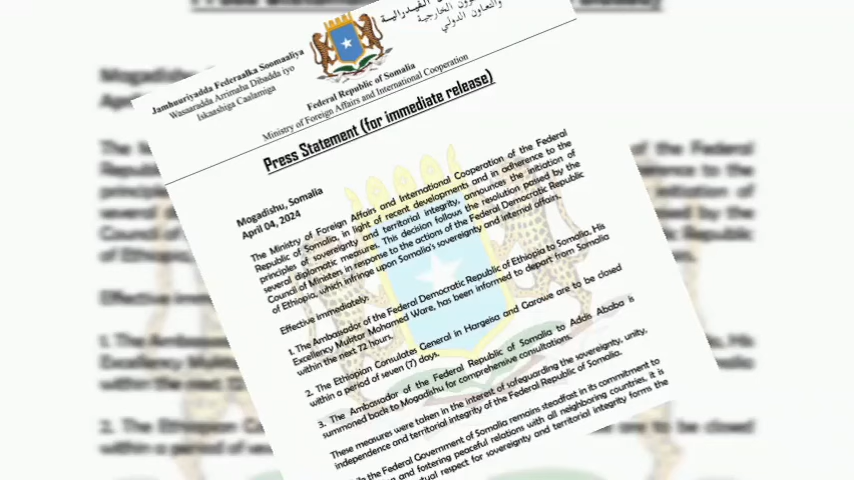 Jamhuuriyadda Federaalka Soomaaliya
Wasaaradda Arrimaha Dibadda iyo
Iskaashiga Caalamiga
الفيدرالية
الخارجية
والتعاون الدولي
Federal Republic of Somalia
Ministry of Foreign Affairs and International Cooperation
Press Statement (for immediate release)
Mogadishu, Somalia
April 04, 2024
The Ministry of Foreign Affairs and International Cooperation of the Federal
Republic of Somalia, in light of recent developments and in adherence to the
principles of sovereignty and territorial integrity, announces the initiation of
several diplomatic measures. This decision follows the resolution passed by the
Council of Ministers in response to the actions of the Federal Democratic Republic
of Ethiopia, which infringe upon Somalia's sovereignty and internal affairs.
Effective immediately:
1. The Ambassador of the Federal Democratic Republic of Ethiopia to Somalia, His
Excellency Muhtar Mohamed Ware, has been informed to depart from Somalia
within the next 72 hours.
2. The Ethiopian Consulates General in Hargeisa and Garowe are to be closed
within a period of seven (7) days.
3. The Ambassador of the Federal Republic of Somalia to Addis Ababa is
summoned back to Mogadishu for comprehensive consultations.
These measures were taken in the interest of safeguarding the sovereignty, unity,
independence and territorial integrity of the Federal Republic of Somalia.
the Federal Government of Somalia remains steadfast in its commitment to
and fostering peaceful relations with all neighboring countries, it is
respect for sovereignty and territorial integrity forms the